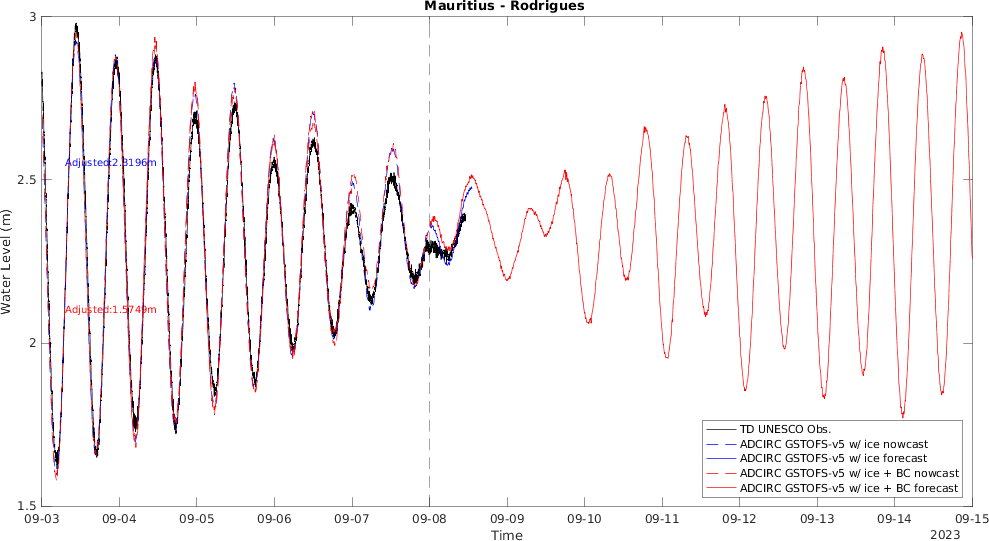 Mauritius - Rodrigues
3
2.5
2
1.5
Water Level (m)
Adjusted:2.3196m
Adjusted:1.5749m
TD UNESCO Obs.
ADCIRC GSTOFS-v5 w/ ice nowcast
ADCIRC GSTOFS-v5 w/ ice forecast
ADCIRC GSTOFS-v5 w/ ice + BC nowcast
ADCIRC GSTOFS-v5 w/ ice + BC forecast
09-03 09-04 09-05 09-06 09-07 09-08 09-09 09-10 09-11 09-12 09-13 09-14 09-15
Time
2023